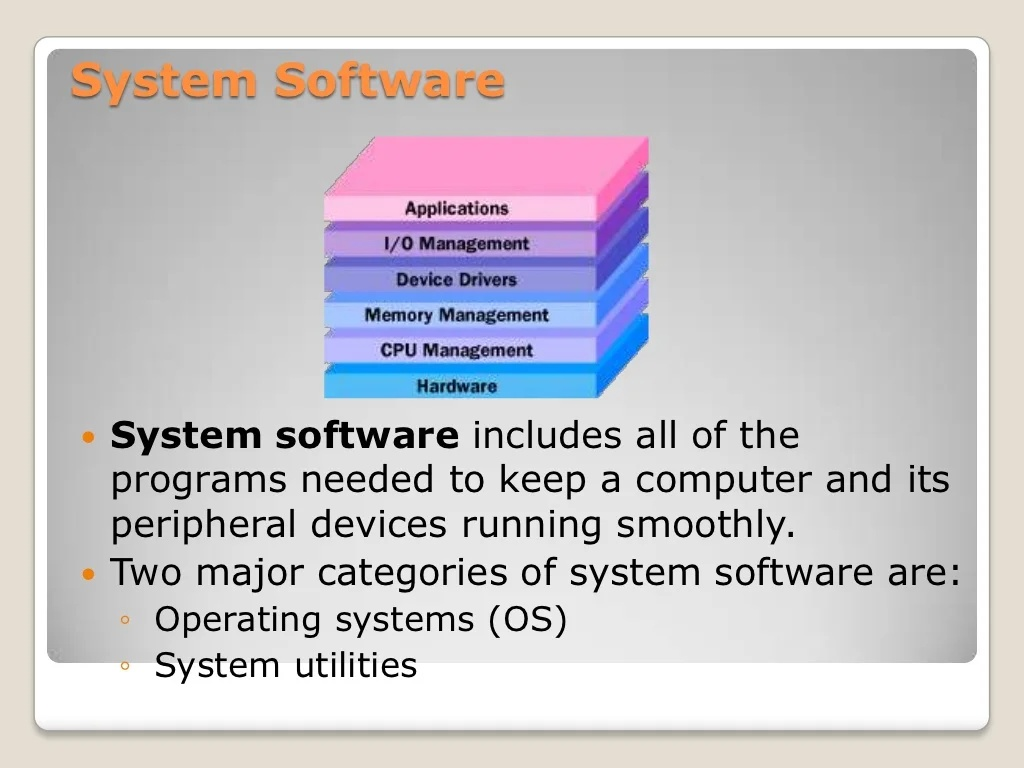 System Software
Applications
I/O Management
Device Drivers
Memory Management
CPU Management
Hardware
• System software includes all of the
programs needed to keep a computer and its
peripheral devices running smoothly.
• Two major categories of system software are:
◦ Operating systems (OS)
◦ System utilities